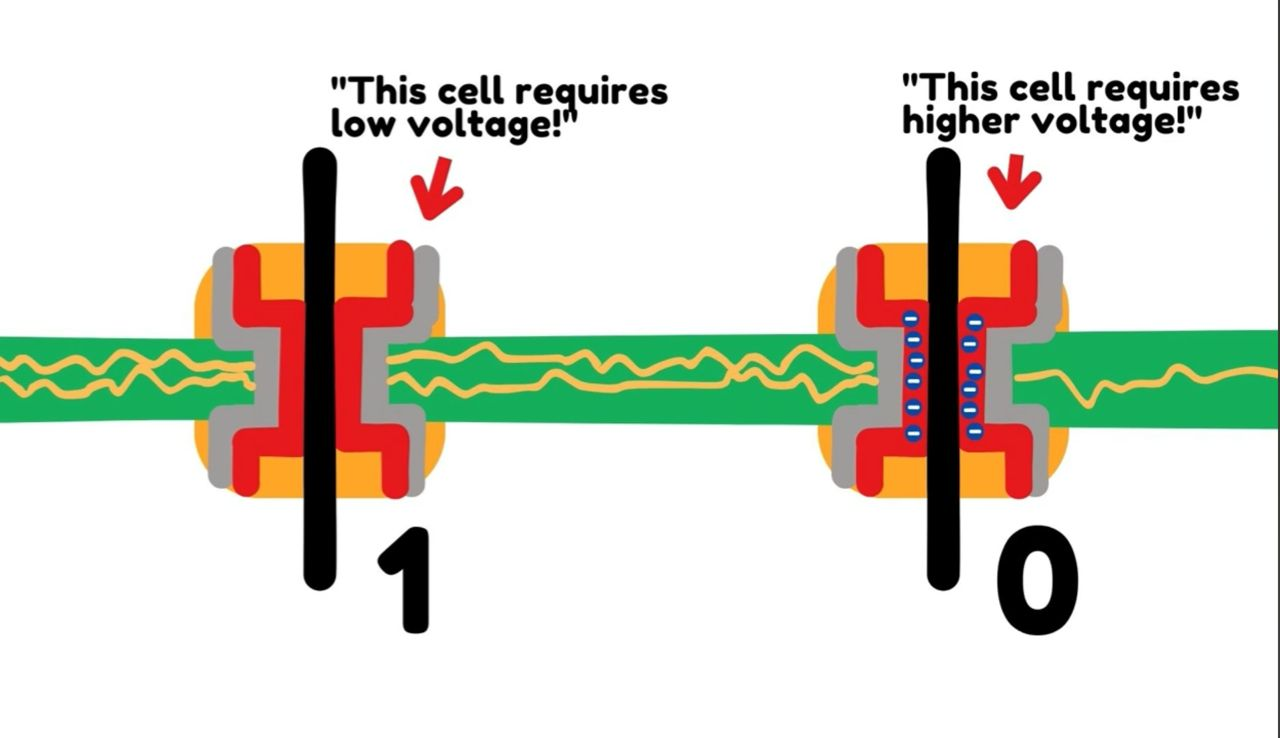 "This cell requires
low voltage!"
"This cell requires
higher voltage!"
1
0